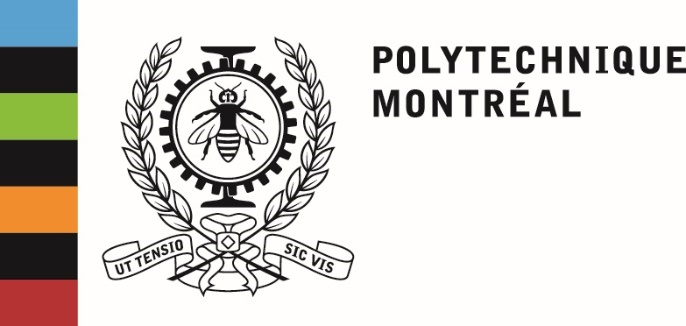 POLYTECHNIQUE
MONTRÉAL
UT TENSIO
SIC VIS